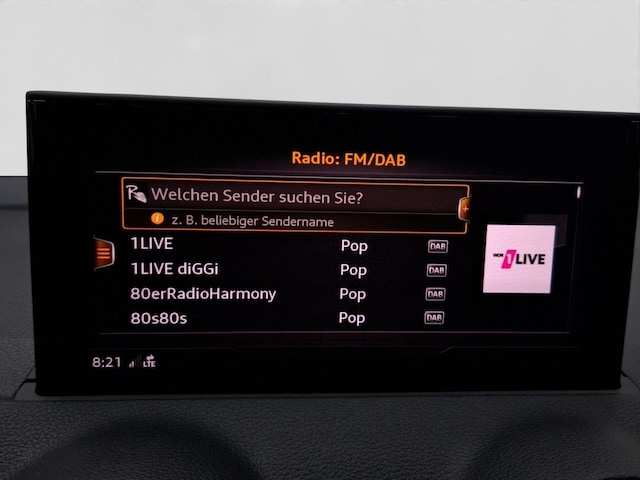 Radio: FM/DAB
Welchen Sender suchen Sie?
i z. B. beliebiger Sendername
1LIVE Pop DAB
1LIVE diGGi Pop DAB
80erRadioHarmony Pop DAB
80s80s Pop DAB
WDR 1LIVE
8:21 LTE